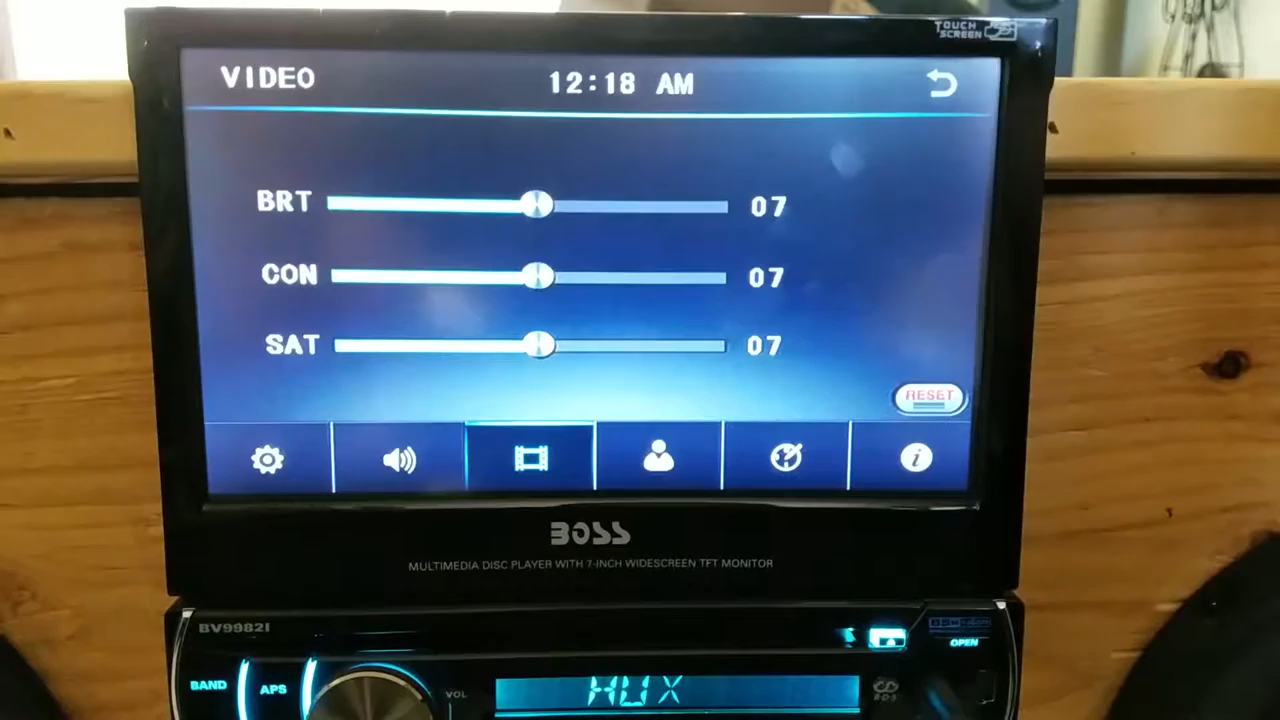 TOUCH
SCREEN
VIDEO
12:18 AM
BRT 07
CON 07
SAT 07
RESET
BOSS
MULTIMEDIA DISC PLAYER WITH 7-INCH WIDESCREEN TFT MONITOR
BV9982I
OPEN
BAND
APS
VOL
AUX